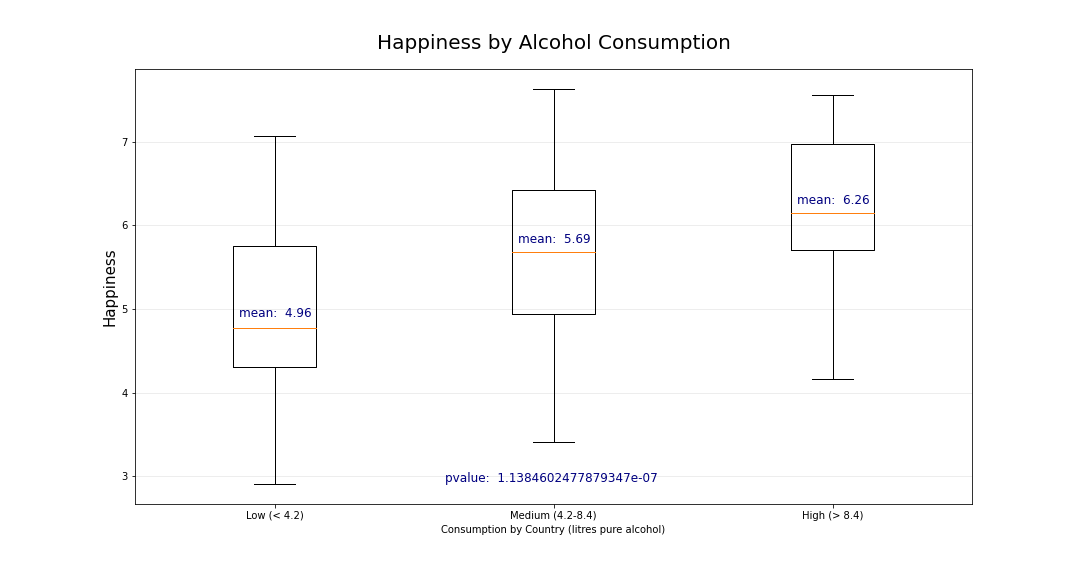 Happiness by Alcohol Consumption
Happiness
7
6
5
4
3
mean:  6.26
mean:  5.69
mean:  4.96
pvalue:  1.1384602477879347e-07
Low (< 4.2)
Medium (4.2-8.4)
High (> 8.4)
Consumption by Country (litres pure alcohol)